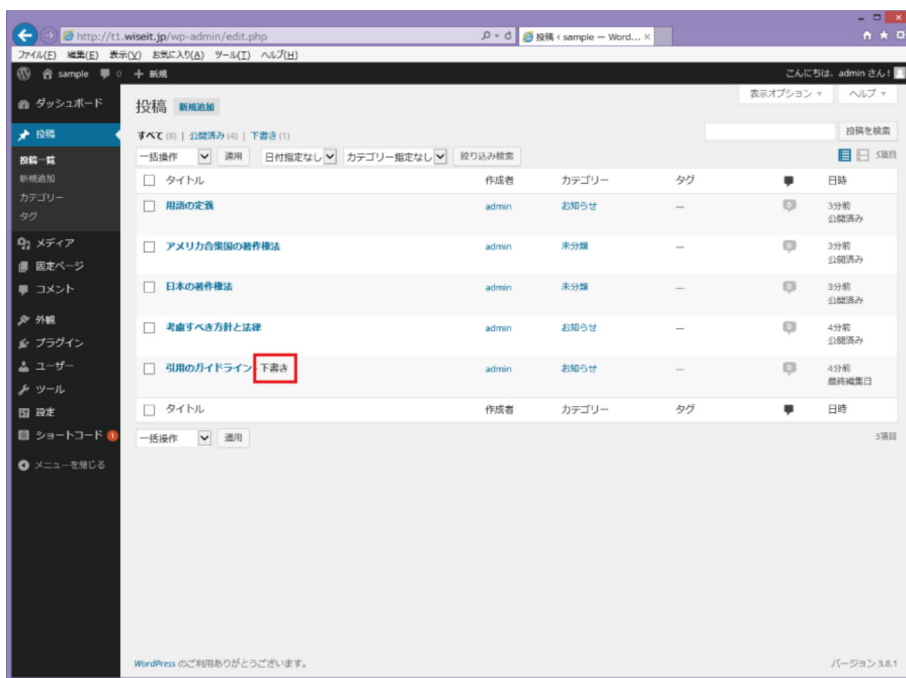 http://t1.wiseit.jp/wp-admin/edit.php
投稿 ‹ sample — Word... ×
ファイル(F) 編集(E) 表示(V) お気に入り(A) ツール(T) ヘルプ(H)
sample 0 + 新規 こんにちは、admin さん!
ダッシュボード
投稿
投稿一覧
新規追加
カテゴリー
タグ
メディア
固定ページ
コメント
外観
プラグイン
ユーザー
ツール
設定
ショートコード 1
メニューを閉じる
表示オプション ▼ ヘルプ ▼
投稿 新規追加
すべて (8) | 公開済み (4) | 下書き (1)
投稿を検索
一括操作 適用 日付指定なし カテゴリー指定なし 絞り込み検索 5項目
タイトル 作成者 カテゴリー タグ 日時
用語の定義 admin お知らせ — 0 3分前
公開済み
アメリカ合衆国の著作権法 admin 未分類 — 0 3分前
公開済み
日本の著作権法 admin 未分類 — 0 3分前
公開済み
考慮すべき方針と法律 admin お知らせ — 0 4分前
公開済み
引用のガイドライン - 下書き admin お知らせ — 0 4分前
最終編集日
タイトル 作成者 カテゴリー タグ 日時
一括操作 適用 5項目
WordPress のご利用ありがとうございます。 バージョン 3.8.1